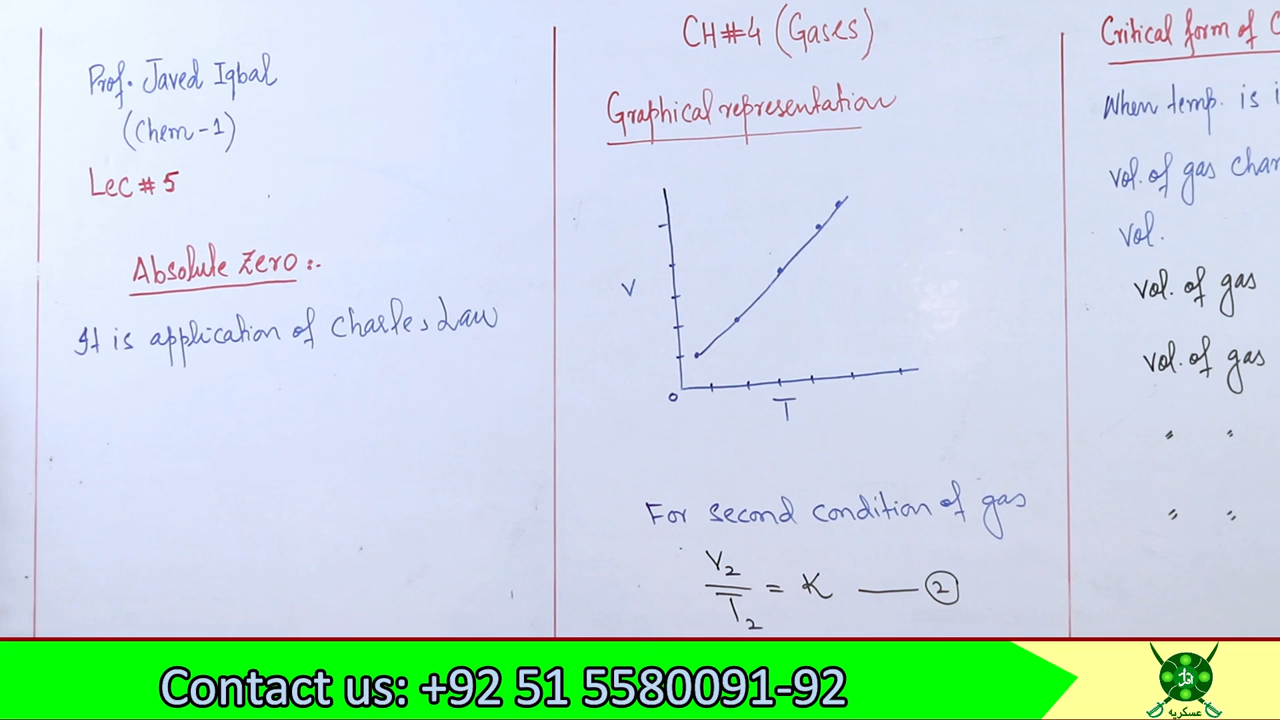 Prof. Javed Iqbal
(Chem-1)
Lec # 5
Absolute Zero :-
It is application of Charles Law
CH#4 (Gases)
Graphical representation
V
0
T
For second condition of gas
V2
T2
= K — 2
Critical form of C
When temp. is i
vol. of gas chan
vol.
vol. of gas
vol. of gas
" "
" "
Contact us: +92 51 5580091-92
عسکریہ